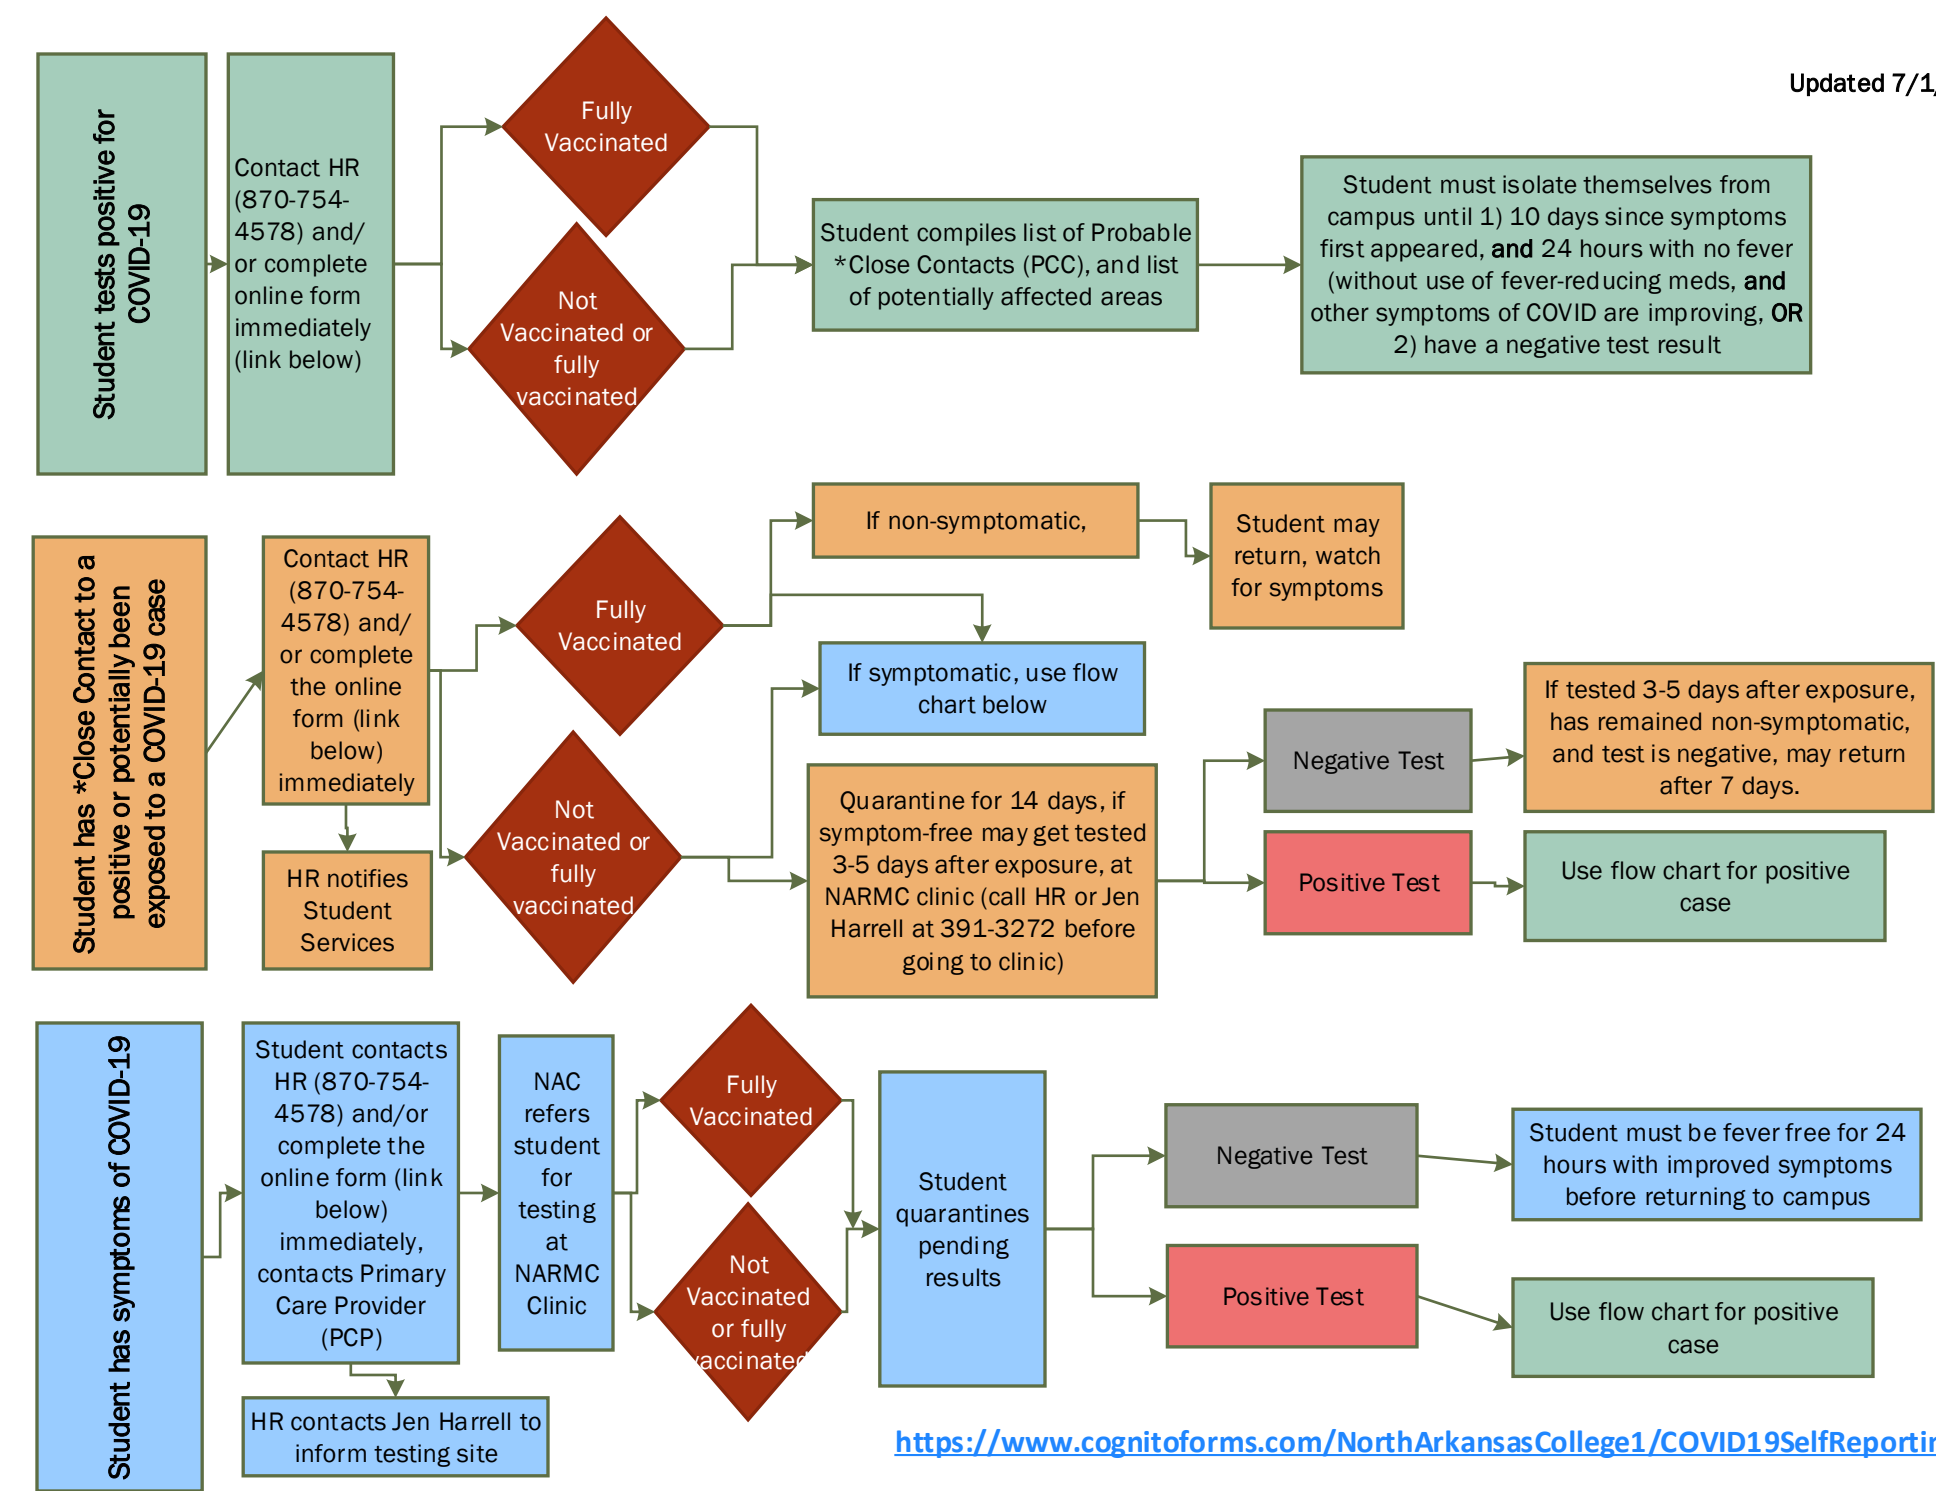 Updated 7/1/
Student tests positive for
COVID-19
Contact HR
(870-754-
4578) and/
or complete
online form
immediately
(link below)
Fully
Vaccinated
Not
Vaccinated or
fully
vaccinated
Student compiles list of Probable
*Close Contacts (PCC), and list
of potentially affected areas
Student must isolate themselves from
campus until 1) 10 days since symptoms
first appeared, and 24 hours with no fever
(without use of fever-reducing meds, and
other symptoms of COVID are improving, OR
2) have a negative test result
Student has *Close Contact to a
positive or potentially been
exposed to a COVID-19 case
Contact HR
(870-754-
4578) and/
or complete
the online
form (link
below)
immediately
HR notifies
Student
Services
Fully
Vaccinated
Not
Vaccinated or
fully
vaccinated
If non-symptomatic,
Student may
return, watch
for symptoms
If symptomatic, use flow
chart below
Quarantine for 14 days, if
symptom-free may get tested
3-5 days after exposure, at
NARMC clinic (call HR or Jen
Harrell at 391-3272 before
going to clinic)
Negative Test
If tested 3-5 days after exposure,
has remained non-symptomatic,
and test is negative, may return
after 7 days.
Positive Test
Use flow chart for positive
case
Student has symptoms of COVID-19
Student contacts
HR (870-754-
4578) and/or
complete the
online form (link
below)
immediately,
contacts Primary
Care Provider
(PCP)
HR contacts Jen Harrell to
inform testing site
NAC
refers
student
for
testing
at
NARMC
Clinic
Fully
Vaccinated
Not
Vaccinated
or fully
vaccinated
Student
quarantines
pending
results
Negative Test
Student must be fever free for 24
hours with improved symptoms
before returning to campus
Positive Test
Use flow chart for positive
case
https://www.cognitoforms.com/NorthArkansasCollege1/COVID19SelfReportin